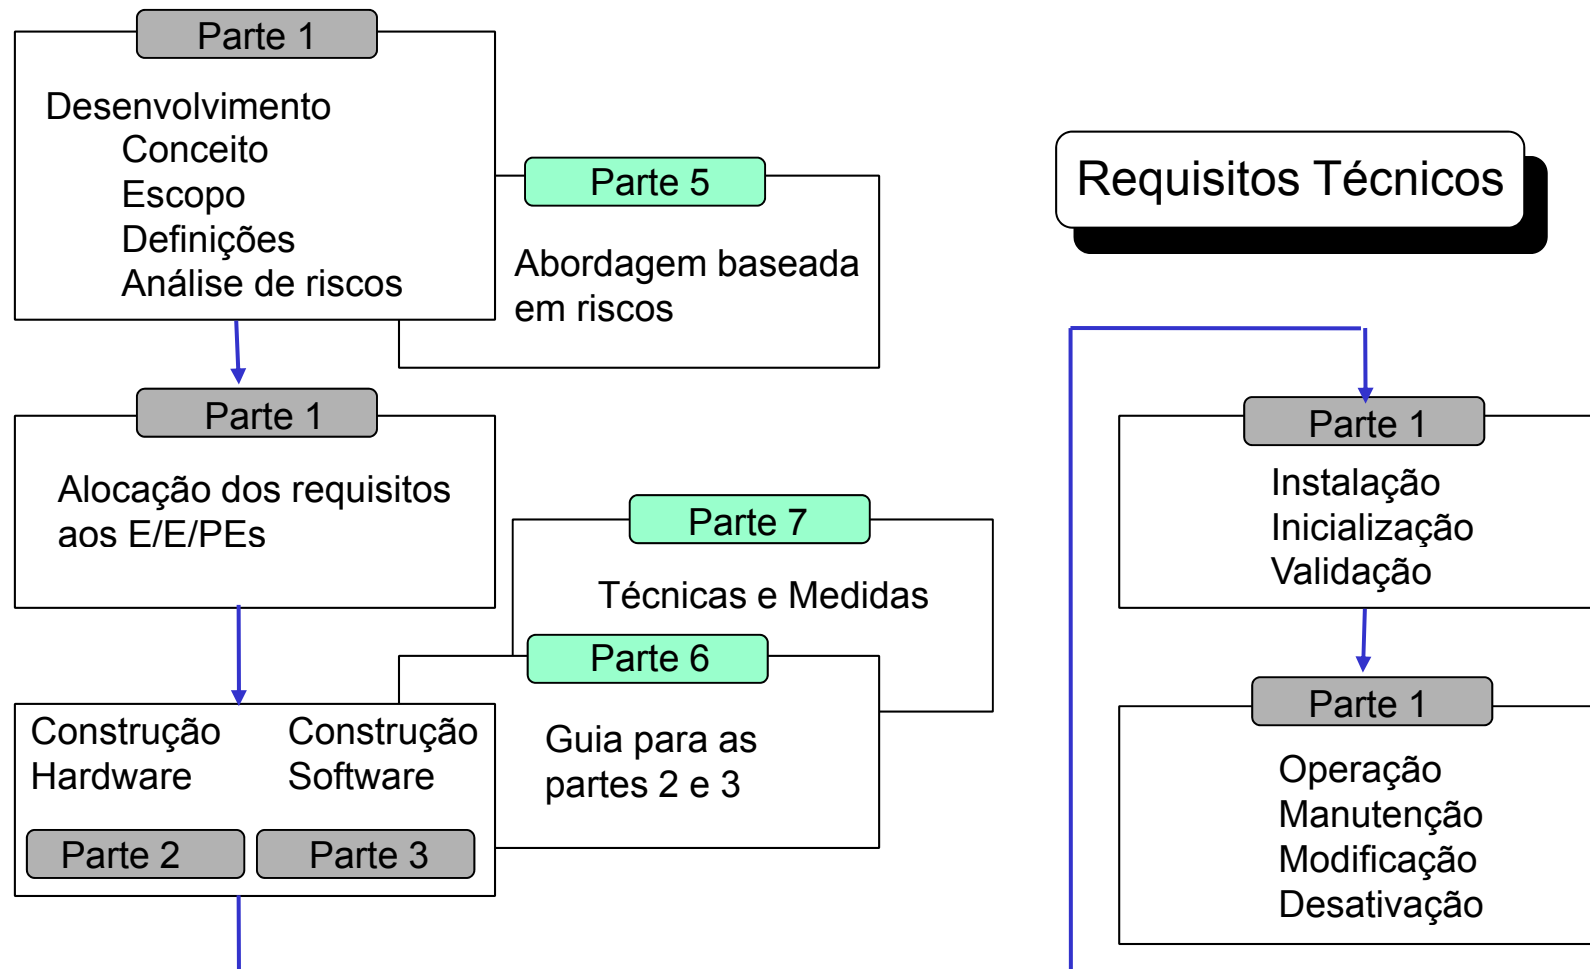 Parte 1
Desenvolvimento
Conceito
Escopo
Definições
Análise de riscos
Parte 5
Abordagem baseada
em riscos
Requisitos Técnicos
Parte 1
Alocação dos requisitos
aos E/E/PEs
Parte 7
Técnicas e Medidas
Parte 6
Guia para as
partes 2 e 3
Construção
Hardware
Construção
Software
Parte 2
Parte 3
Parte 1
Instalação
Inicialização
Validação
Parte 1
Operação
Manutenção
Modificação
Desativação